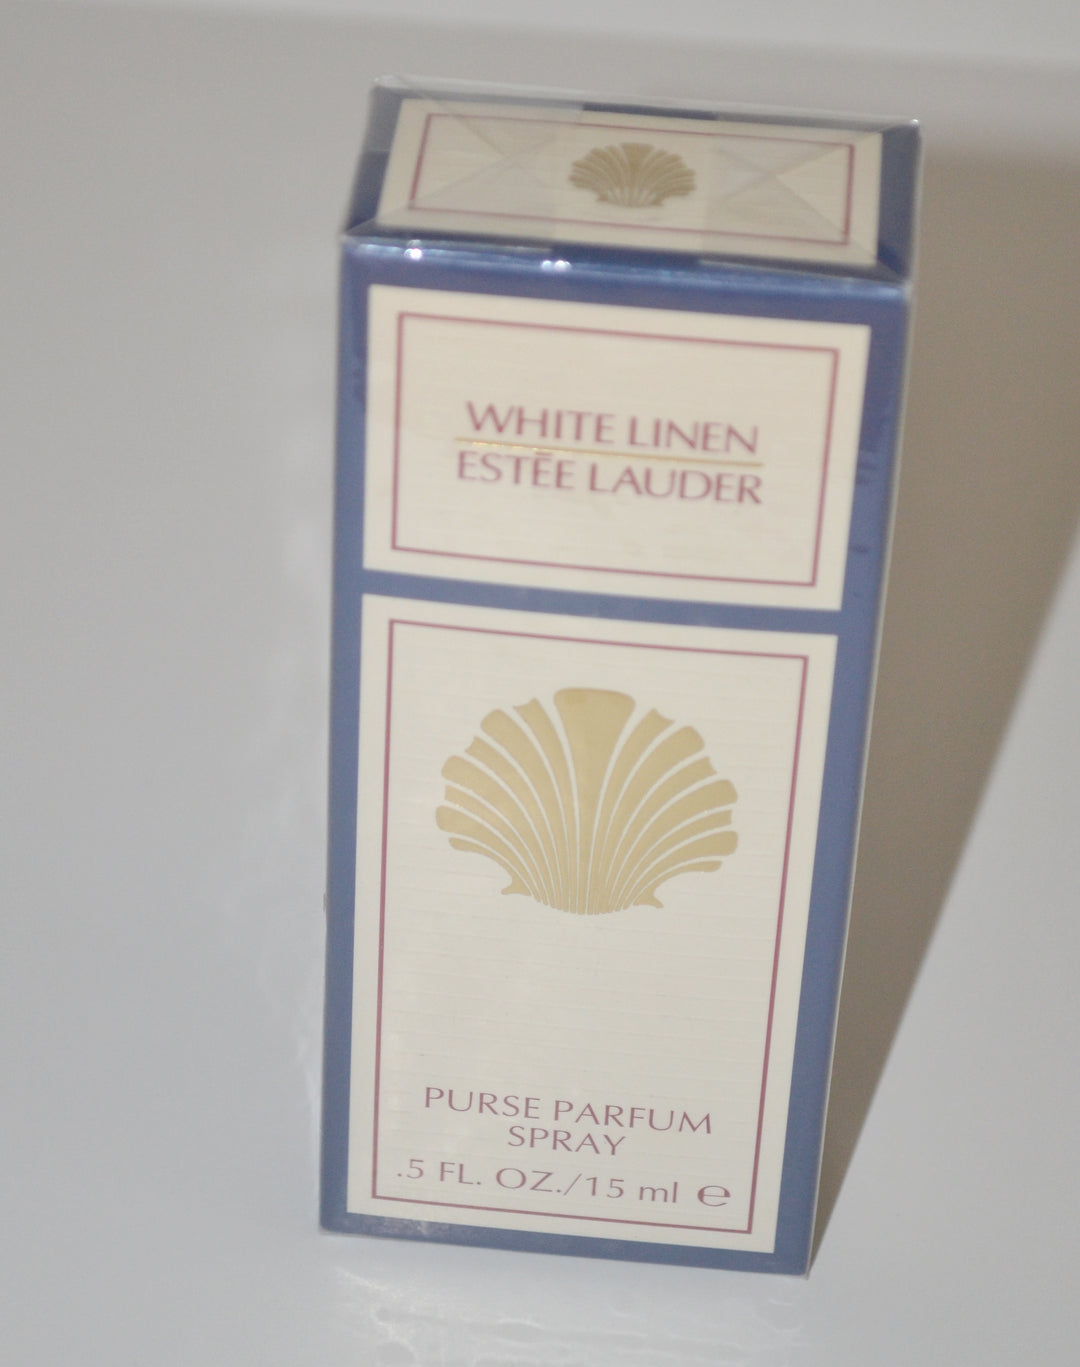 WHITE LINEN
ESTĒE LAUDER
PURSE PARFUM
SPRAY
.5 FL. OZ./15 ml ℮